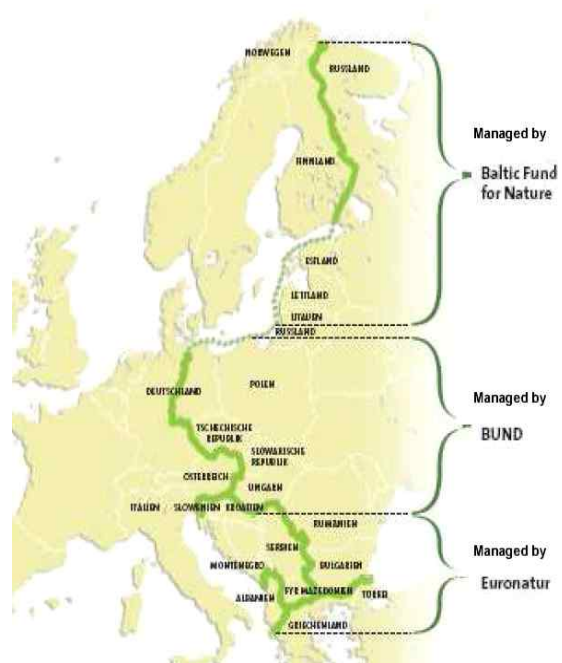 NORWEGEN
RUSSLAND
Managed by
FINNLAND
Baltic Fund
for Nature
ESTLAND
LETTLAND
LITAUEN
RUSSLAND
DEUTSCHLAND
POLEN
Managed by
TSCHECHISCHE
REPUBLIK
BUND
SLOWAKISCHE
REPUBLIK
ÖSTERREICH
UNGARN
ITALIEN
SLOWENIEN
KROATIEN
RUMÄNIEN
SERBIEN
Managed by
BULGARIEN
MONTENEGRO
FYR MAZEDONIEN
TÜRKEI
Euronatur
ALBANIEN
GRIECHENLAND